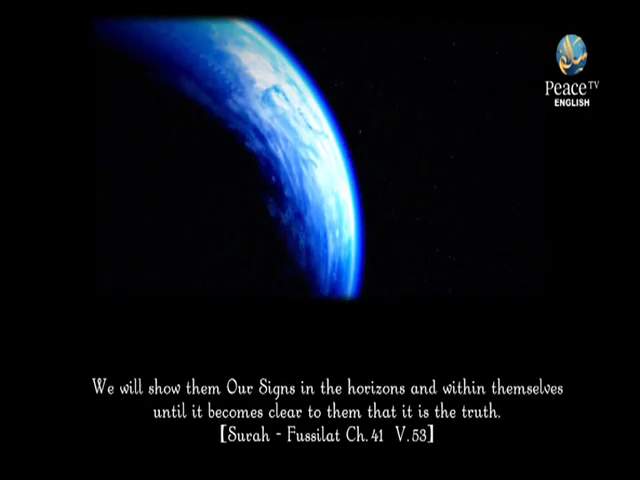 سلام
Peace TV
ENGLISH
We will show them Our Signs in the horizons and within themselves
until it becomes clear to them that it is the truth.
[Surah - Fussilat Ch.41 V.53]